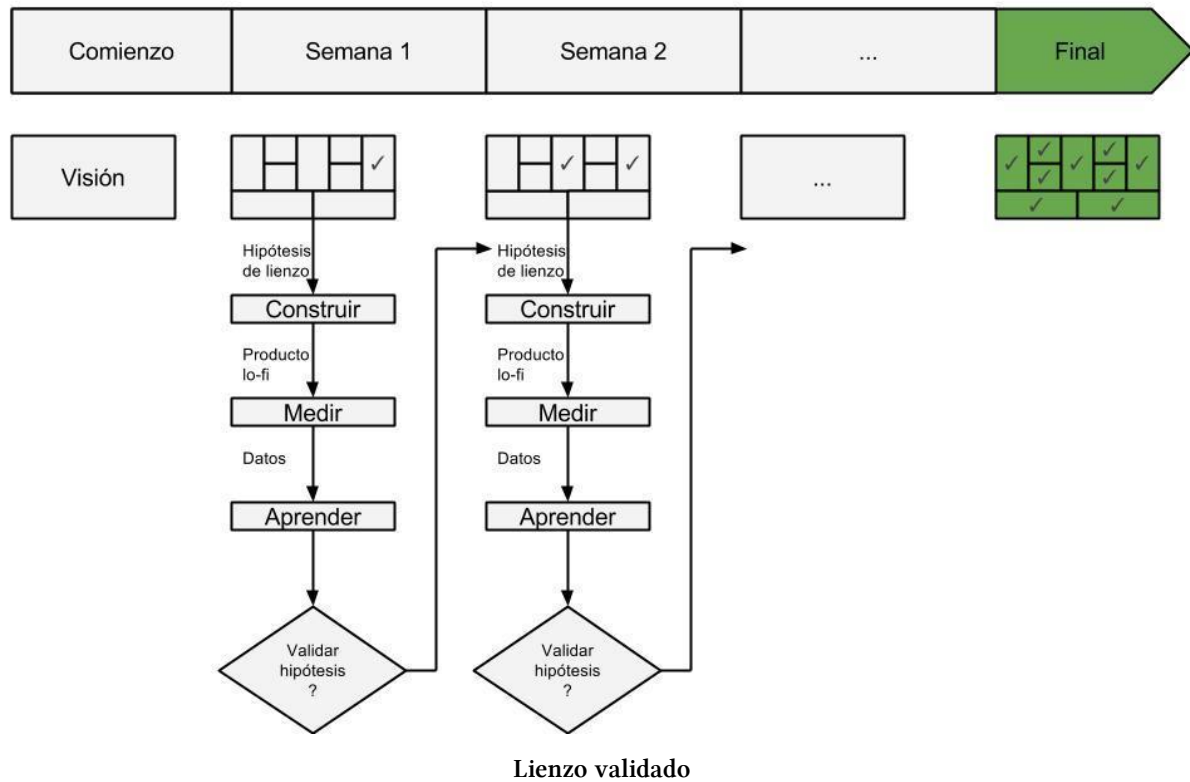 Comienzo
Semana 1
Semana 2
...
Final
Visión
✓
✓
✓
...
✓
✓
✓
✓
✓
✓
✓
✓
✓
Hipótesis
de lienzo
Construir
Producto
lo-fi
Medir
Datos
Aprender
Validar
hipótesis
?
Hipótesis
de lienzo
Construir
Producto
lo-fi
Medir
Datos
Aprender
Validar
hipótesis
?
Lienzo validado